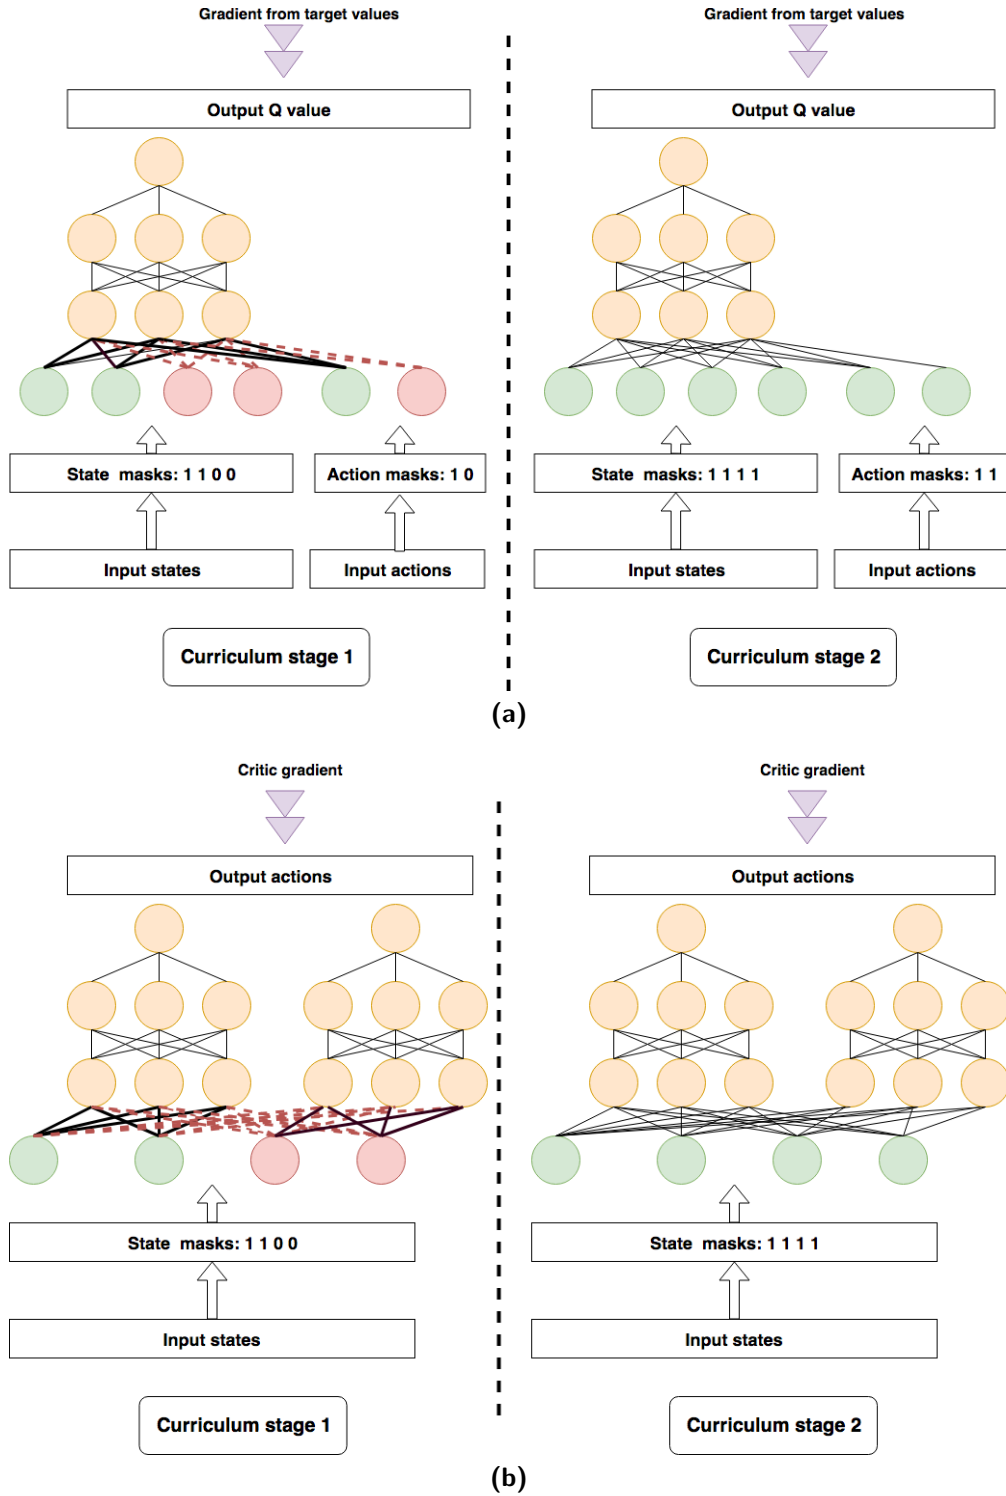 Gradient from target values
Gradient from target values
Output Q value
Output Q value
State masks: 1 1 0 0
Action masks: 1 0
State masks: 1 1 1 1
Action masks: 1 1
Input states
Input actions
Input states
Input actions
Curriculum stage 1
Curriculum stage 2
(a)
Critic gradient
Critic gradient
Output actions
Output actions
State masks: 1 1 0 0
State masks: 1 1 1 1
Input states
Input states
Curriculum stage 1
Curriculum stage 2
(b)